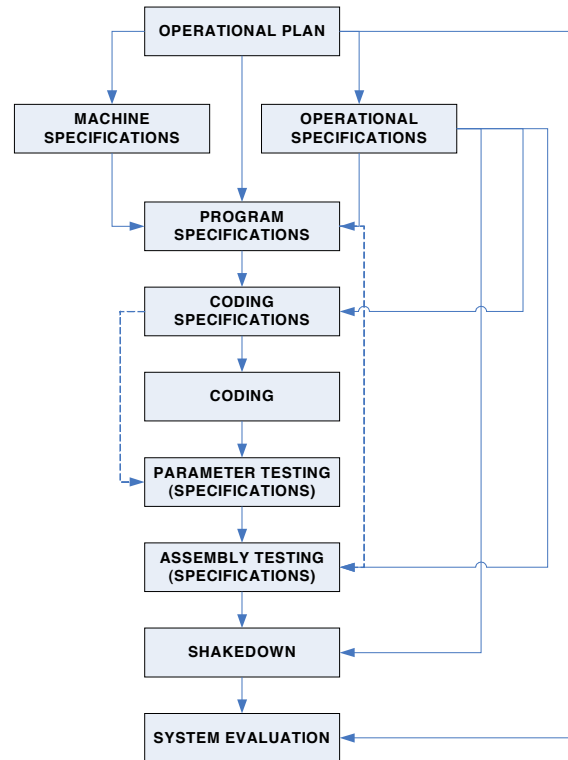 OPERATIONAL PLAN
MACHINE
SPECIFICATIONS
OPERATIONAL
SPECIFICATIONS
PROGRAM
SPECIFICATIONS
CODING
SPECIFICATIONS
CODING
PARAMETER TESTING
(SPECIFICATIONS)
ASSEMBLY TESTING
(SPECIFICATIONS)
SHAKEDOWN
SYSTEM EVALUATION